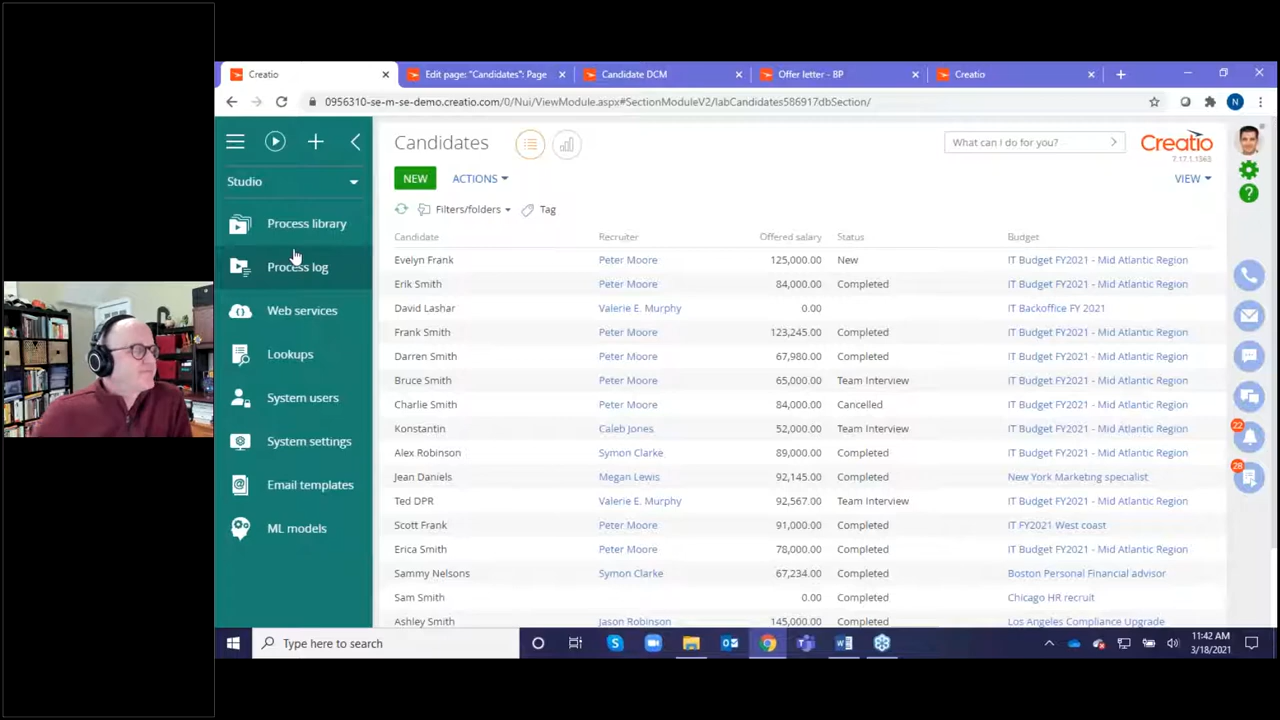 Creatio
Edit page: "Candidates": Page
Candidate DCM
Offer letter - BP
Creatio
0956310-se-m-se-demo.creatio.com/0/Nui/ViewModule.aspx#SectionModuleV2/labCandidates586917dbSection/
N
Studio
Process library
Process log
Web services
Lookups
System users
System settings
Email templates
ML models
Candidates
What can I do for you?
Creatio
7.17.1.1363
NEW
ACTIONS
VIEW
Filters/folders
Tag
Candidate Recruiter Offered salary Status Budget
Evelyn Frank Peter Moore 125,000.00 New IT Budget FY2021 - Mid Atlantic Region
Erik Smith Peter Moore 84,000.00 Completed IT Budget FY2021 - Mid Atlantic Region
David Lashar Valerie E. Murphy 0.00 IT Backoffice FY 2021
Frank Smith Peter Moore 123,245.00 Completed IT Budget FY2021 - Mid Atlantic Region
Darren Smith Peter Moore 67,980.00 Completed IT Budget FY2021 - Mid Atlantic Region
Bruce Smith Peter Moore 65,000.00 Team Interview IT Budget FY2021 - Mid Atlantic Region
Charlie Smith Peter Moore 84,000.00 Cancelled IT Budget FY2021 - Mid Atlantic Region
Konstantin Caleb Jones 52,000.00 Team Interview IT Budget FY2021 - Mid Atlantic Region
Alex Robinson Symon Clarke 89,000.00 Completed IT Budget FY2021 - Mid Atlantic Region
Jean Daniels Megan Lewis 92,145.00 Completed New York Marketng specialist
Ted DPR Valerie E. Murphy 92,567.00 Team Interview IT Budget FY2021 - Mid Atlantic Region
Scott Frank Peter Moore 91,000.00 Completed IT FY2021 West coast
Erica Smith Peter Moore 78,000.00 Completed IT Budget FY2021 - Mid Atlantic Region
Sammy Nelsons Symon Clarke 67,234.00 Completed Boston Personal Financial advisor
Sam Smith 0.00 Completed Chicago HR recruit
Ashley Smith Jason Robinson 145,000.00 Completed Los Angeles Compliance Upgrade
22
28
Type here to search
11:42 AM
3/18/2021